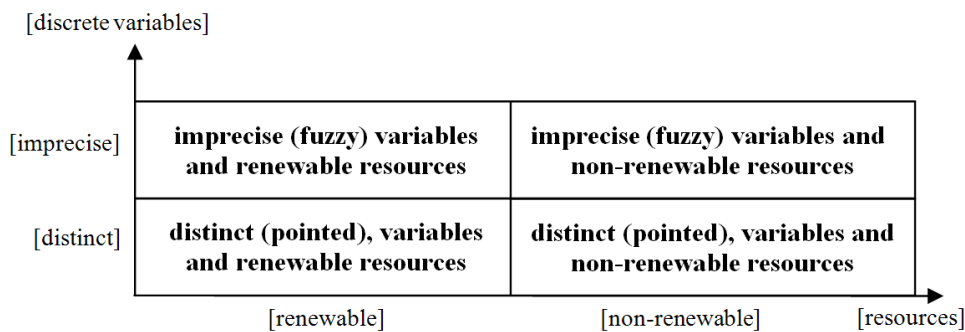 [discrete variables]
[imprecise]
imprecise (fuzzy) variables
and renewable resources
imprecise (fuzzy) variables and
non-renewable resources
[distinct]
distinct (pointed), variables
and renewable resources
distinct (pointed), variables and
non-renewable resources
[renewable]
[non-renewable]
[resources]